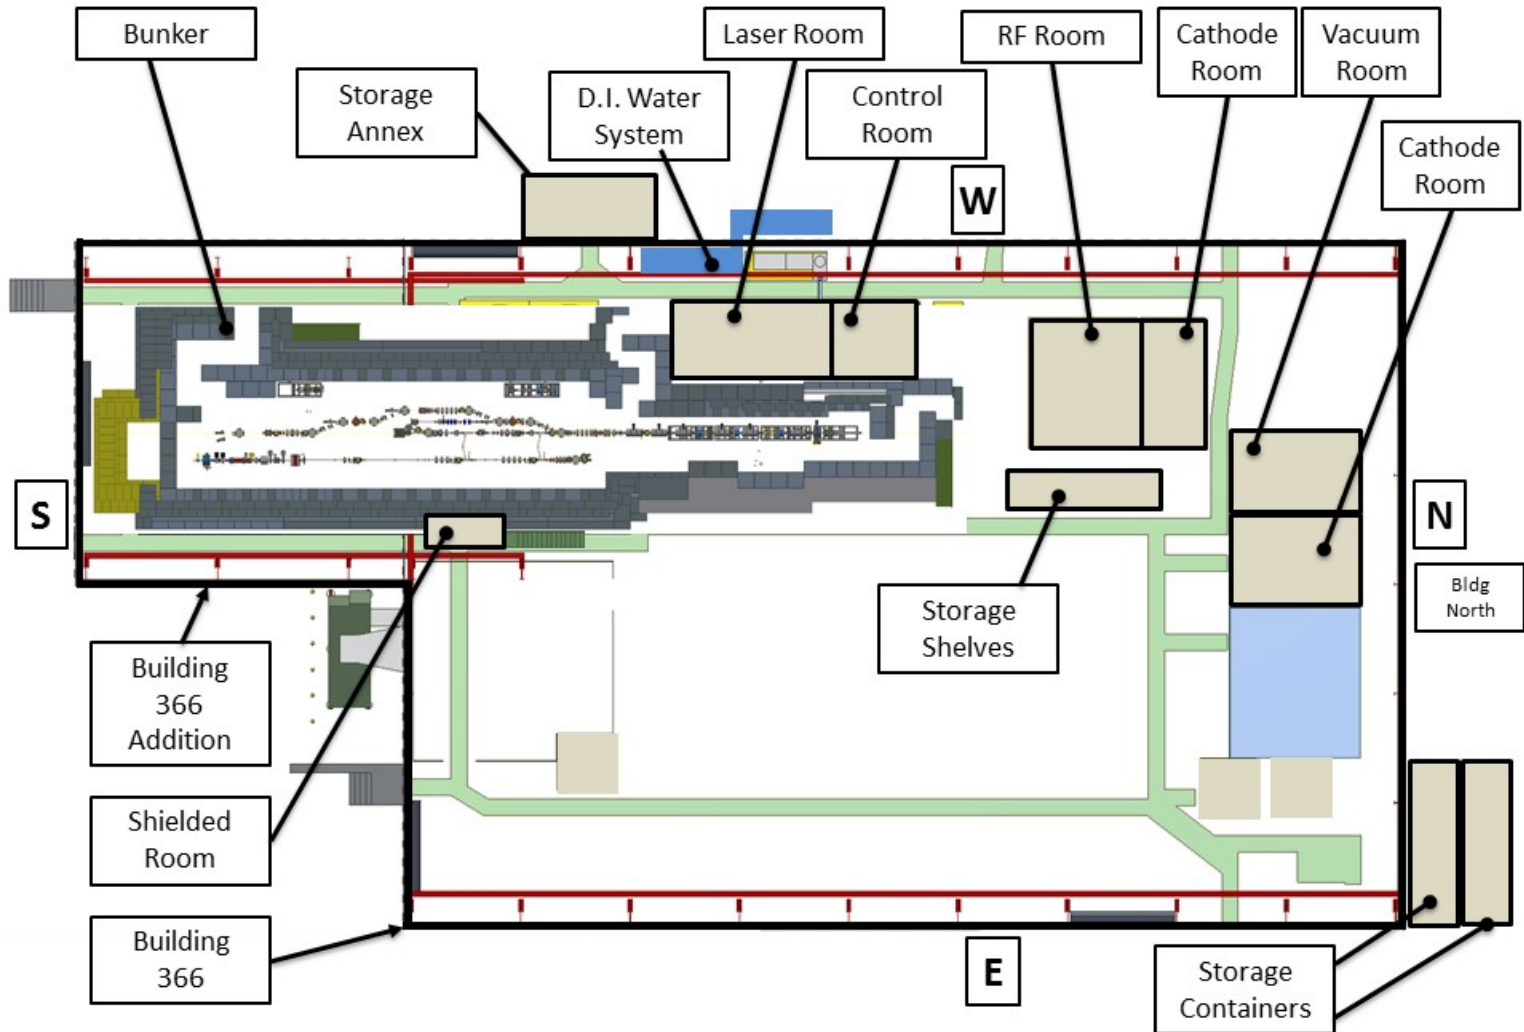 Bunker
Laser Room
RF Room
Cathode
Room
Vacuum
Room
Storage
Annex
D.I. Water
System
Control
Room
Cathode
Room
W
S
N
Bldg
North
Storage
Shelves
Building
366
Addition
Shielded
Room
Building
366
E
Storage
Containers